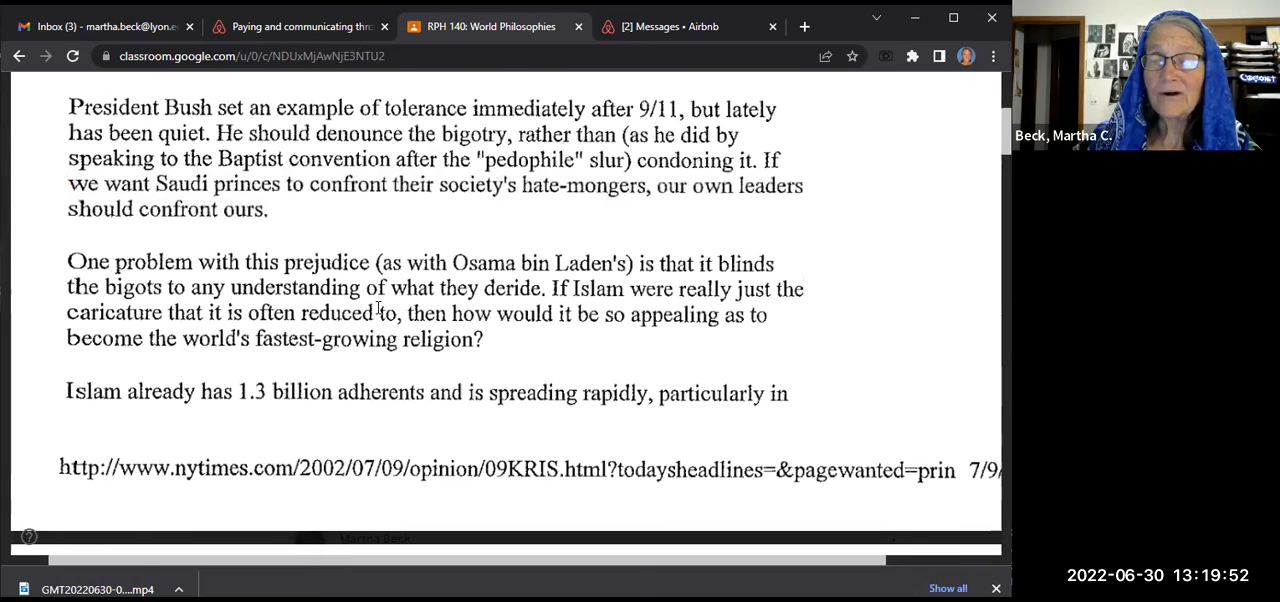 Inbox (3) - martha.beck@lyon.e
Paying and communicating thr
RPH 140: World Philosophies
[2] Messages • Airbnb
classroom.google.com/u/0/c/NDUxMjAwNjE3NTU2
President Bush set an example of tolerance immediately after 9/11, but lately
has been quiet. He should denounce the bigotry, rather than (as he did by
speaking to the Baptist convention after the "pedophile" slur) condoning it. If
we want Saudi princes to confront their society's hate-mongers, our own leaders
should confront ours.
One problem with this prejudice (as with Osama bin Laden's) is that it blinds
the bigots to any understanding of what they deride. If Islam were really just the
caricature that it is often reduced to, then how would it be so appealing as to
become the world's fastest-growing religion?
Islam already has 1.3 billion adherents and is spreading rapidly, particularly in
http://www.nytimes.com/2002/07/09/opinion/09KRIS.html?todaysheadlines=&pagewanted=prin 7/9/
Martha Beck
GMT20220630-0....mp4
Show all
Beck, Martha C.
2022-06-30 13:19:52